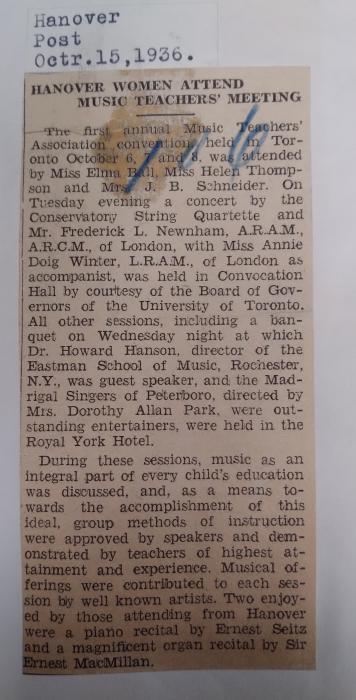 Hanover
Post
Octr.15,1936.
HANOVER WOMEN ATTEND
MUSIC TEACHERS' MEETING
The first annual Music Teachers'
Association convention, held in Tor-
onto October 6, 7 and 8, was attended
by Miss Elma Ball, Miss Helen Thomp-
son and Mrs. J. B. Schneider. On
Tuesday evening a concert by the
Conservatory String Quartette and
Mr. Frederick L. Newnham, A.R.A.M.,
A.R.C.M., of London, with Miss Annie
Doig Winter, L.R.A.M., of London as
accompanist, was held in Convocation
Hall by courtesy of the Board of Gov-
ernors of the University of Toronto.
All other sessions, including a ban-
quet on Wednesday night at which
Dr. Howard Hanson, director of the
Eastman School of Music, Rochester,
N.Y., was guest speaker, and the Mad-
rigal Singers of Peterboro, directed by
Mrs. Dorothy Allan Park, were out-
standing entertainers, were held in the
Royal York Hotel.
During these sessions, music as an
integral part of every child's education
was discussed, and, as a means to-
wards the accomplishment of this
ideal, group methods of instruction
were approved by speakers and dem-
onstrated by teachers of highest at-
tainment and experience. Musical of-
ferings were contributed to each ses-
sion by well known artists. Two enjoy-
ed by those attending from Hanover
were a piano recital by Ernest Seitz
and a magnificent organ recital by Sir
Ernest MacMillan.